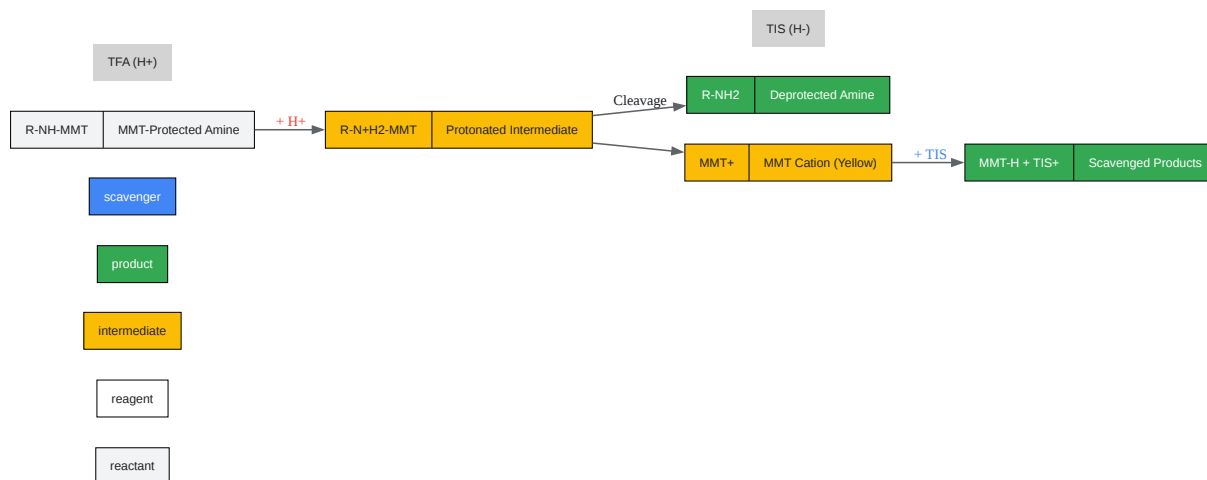 TIS (H-)
TFA (H+)
R-NH2 Deprotected Amine
Cleavage
R-NH-MMT MMT-Protected Amine + H+ R-N+H2-MMT Protonated Intermediate
MMT+ MMT Cation (Yellow) + TIS MMT-H + TIS+ Scavenged Products
scavenger
product
intermediate
reagent
reactant